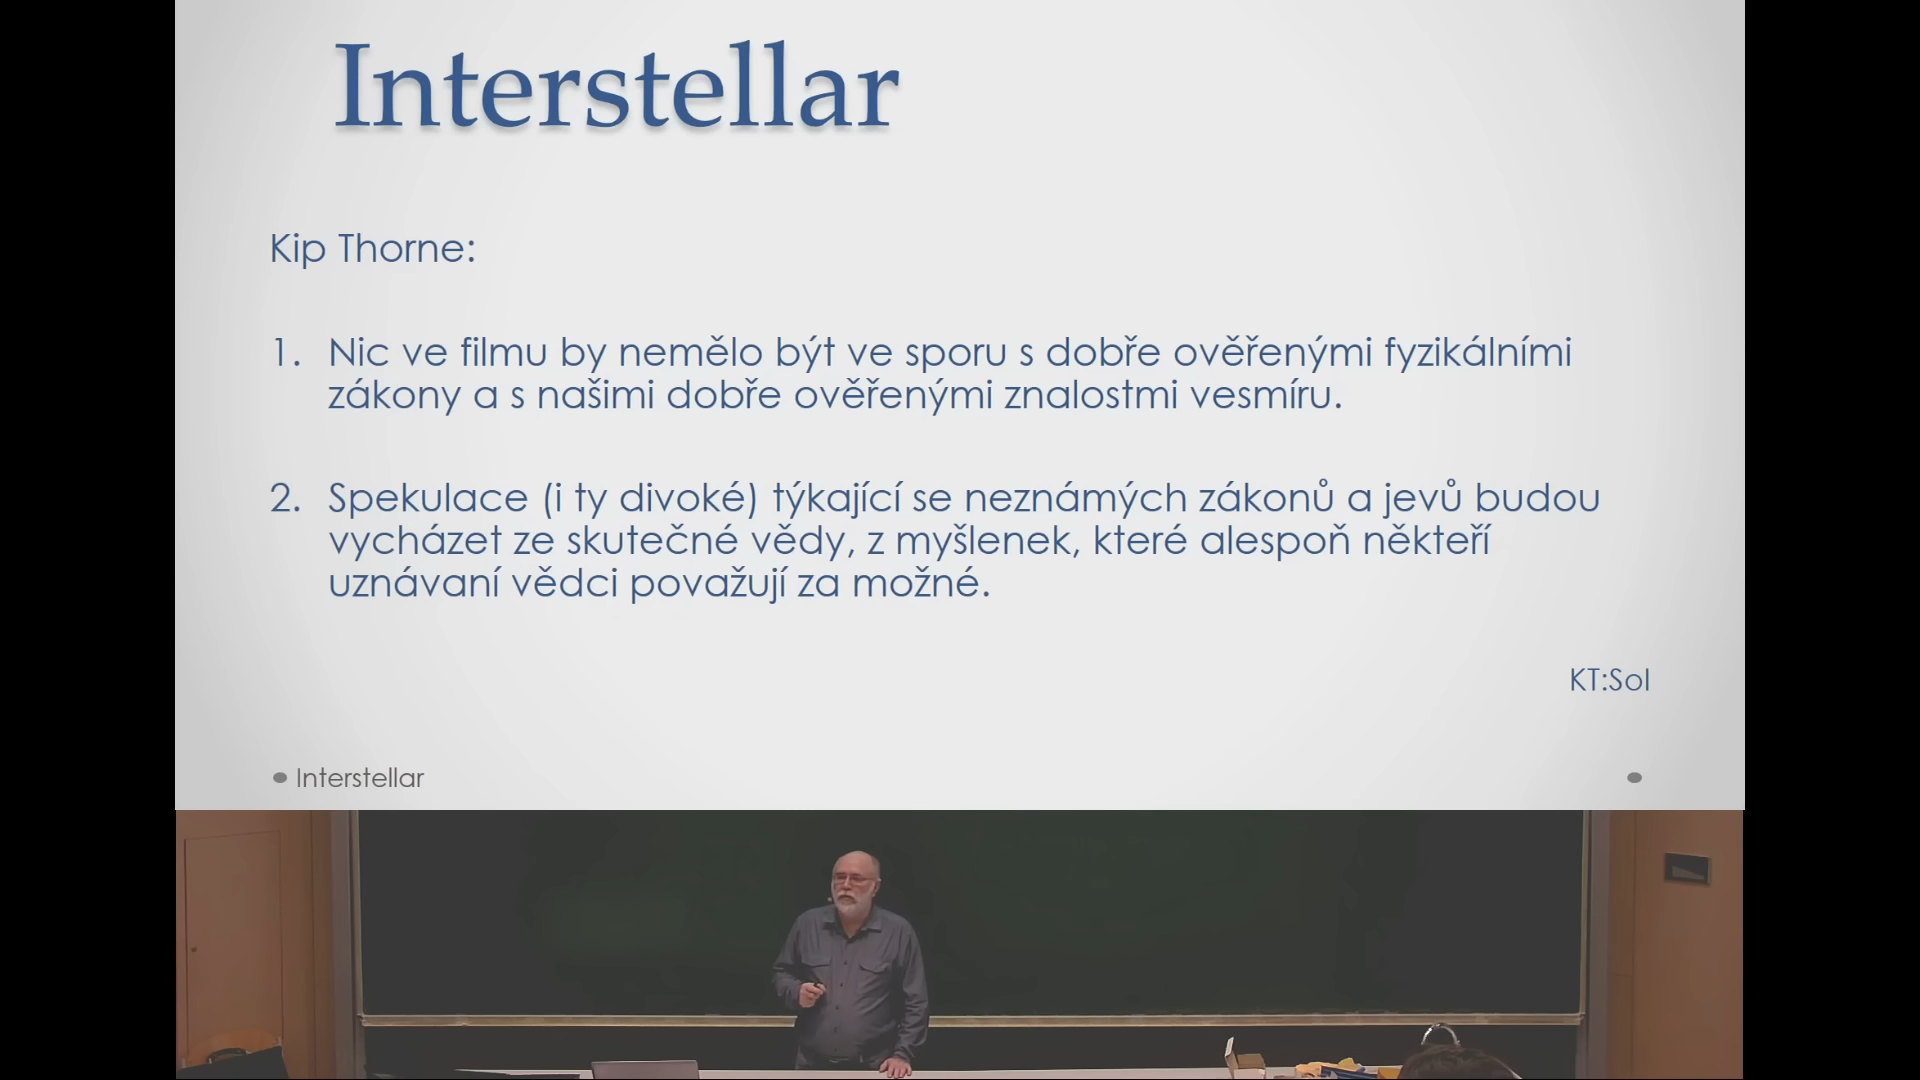 Interstellar
Kip Thorne:
1. Nic ve filmu by nemělo být ve sporu s dobře ověřenými fyzikálními
zákony a s našimi dobře ověřenými znalostmi vesmíru.
2. Spekulace (i ty divoké) týkající se neznámých zákonů a jevů budou
vycházet ze skutečné vědy, z myšlenek, které alespoň někteří
uznávaní vědci považují za možné.
KT:Sol
Interstellar